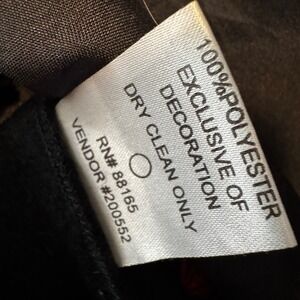 100%POLYESTER
EXCLUSIVE OF
DECORATION
DRY CLEAN ONLY
RN# 88165
VENDOR #200552